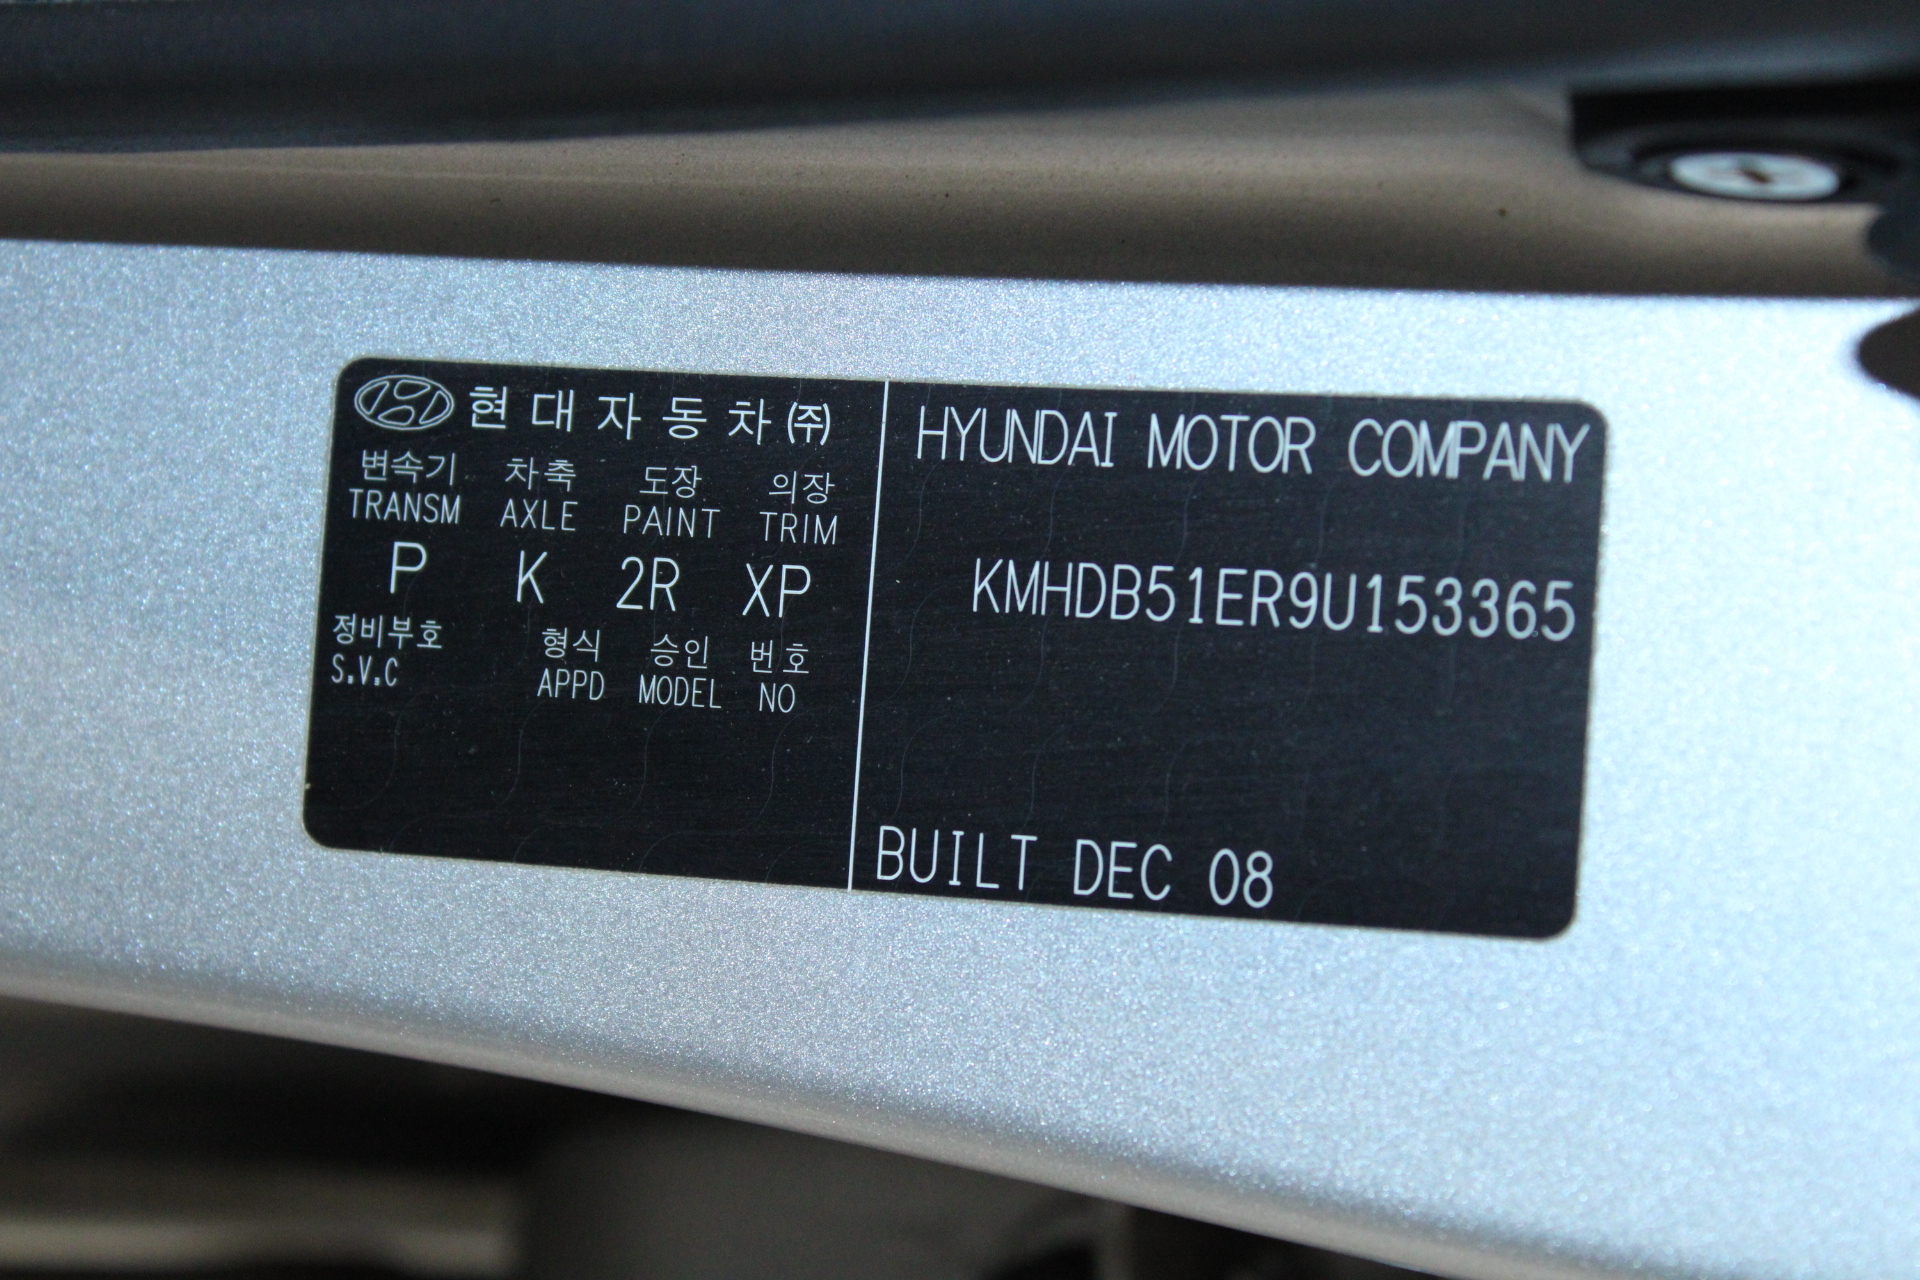 현대자동차㈜
변속기 차축 도장 의장
TRANSM AXLE PAINT TRIM
P K 2R XP
정비부호 형식 승인 번호
S.V.C APPD MODEL NO
HYUNDAI MOTOR COMPANY
KMHDB51ER9U153365
BUILT DEC 08